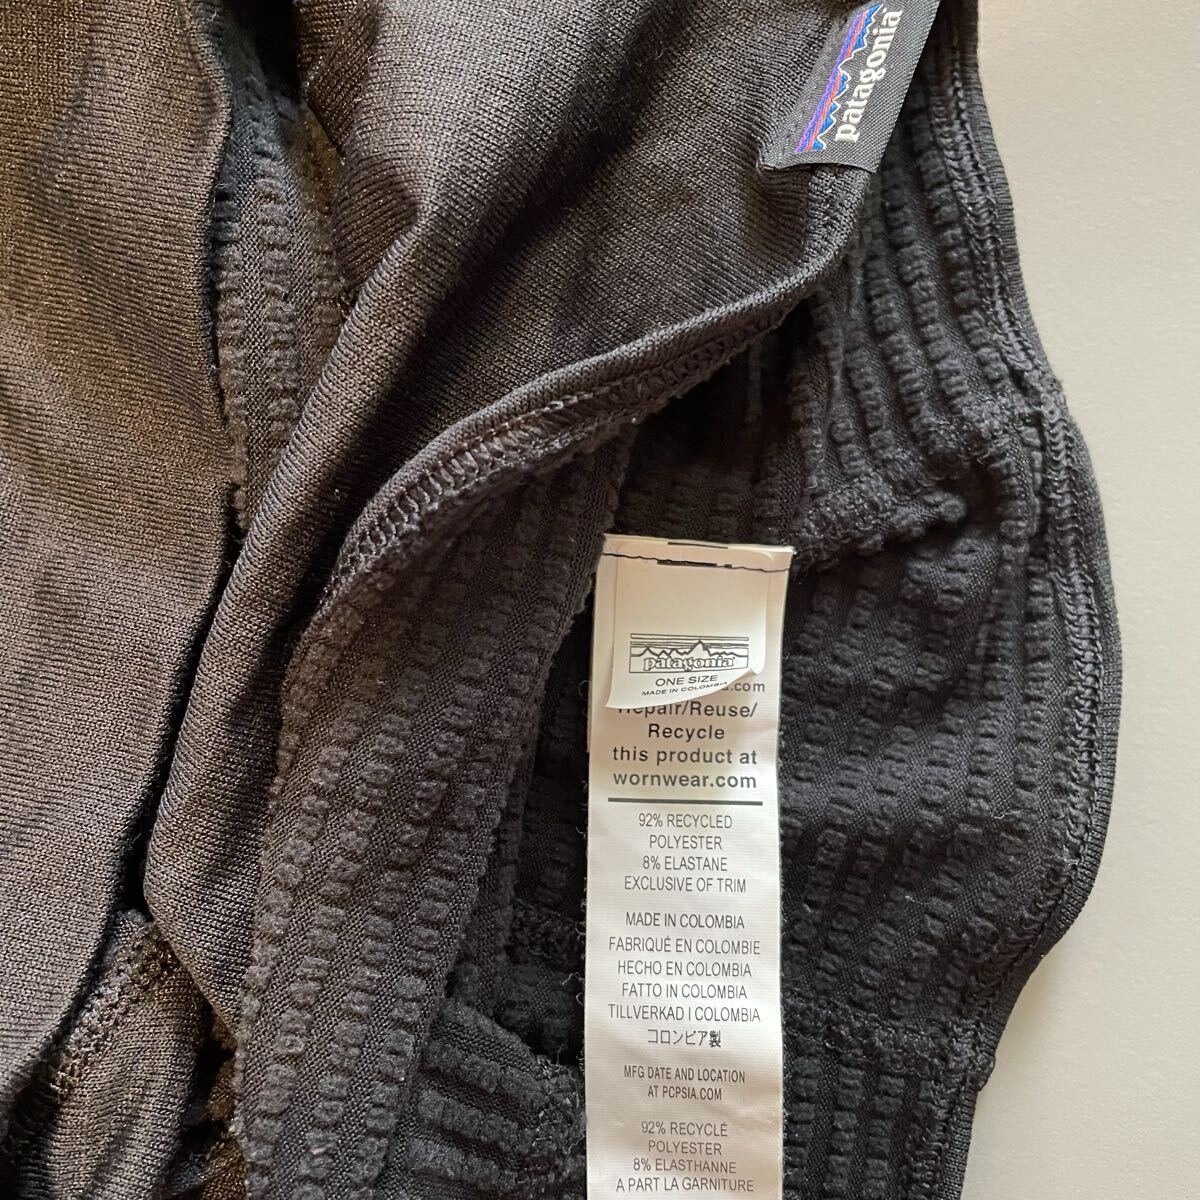 patagonia
patagonia
ONE SIZE
MADE IN COLOMBIA
.com
Repair/Reuse/
Recycle
this product at
wornwear.com
92% RECYCLED
POLYESTER
8% ELASTANE
EXCLUSIVE OF TRIM
MADE IN COLOMBIA
FABRIQUÉ EN COLOMBIE
HECHO EN COLOMBIA
FATTO IN COLOMBIA
TILLVERKAD I COLOMBIA
コロンビア製
MFG DATE AND LOCATION
AT PCPSIA.COM
92% RECYCLÉ
POLYESTER
8% ELASTHANNE
A PART LA GARNITURE